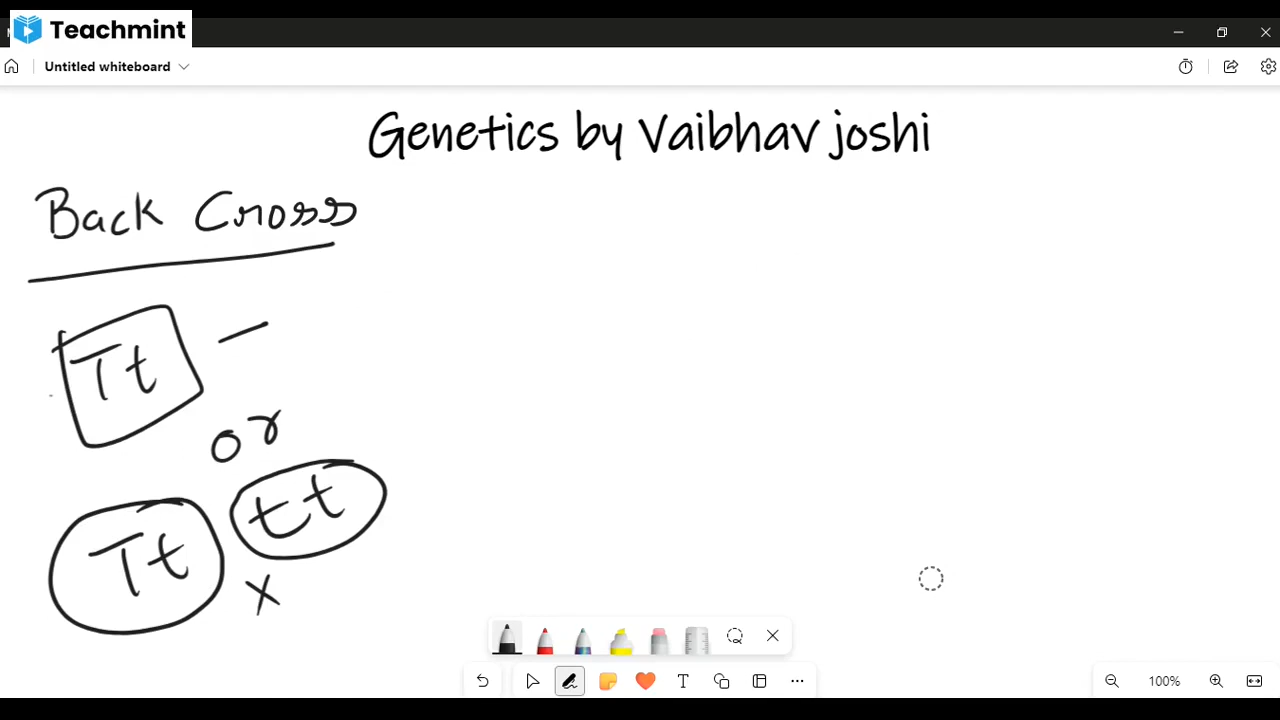 Teachmint
Untitled whiteboard
Genetics by Vaibhav joshi
Back Cross
Tt —
or
Tt tt
x
100%